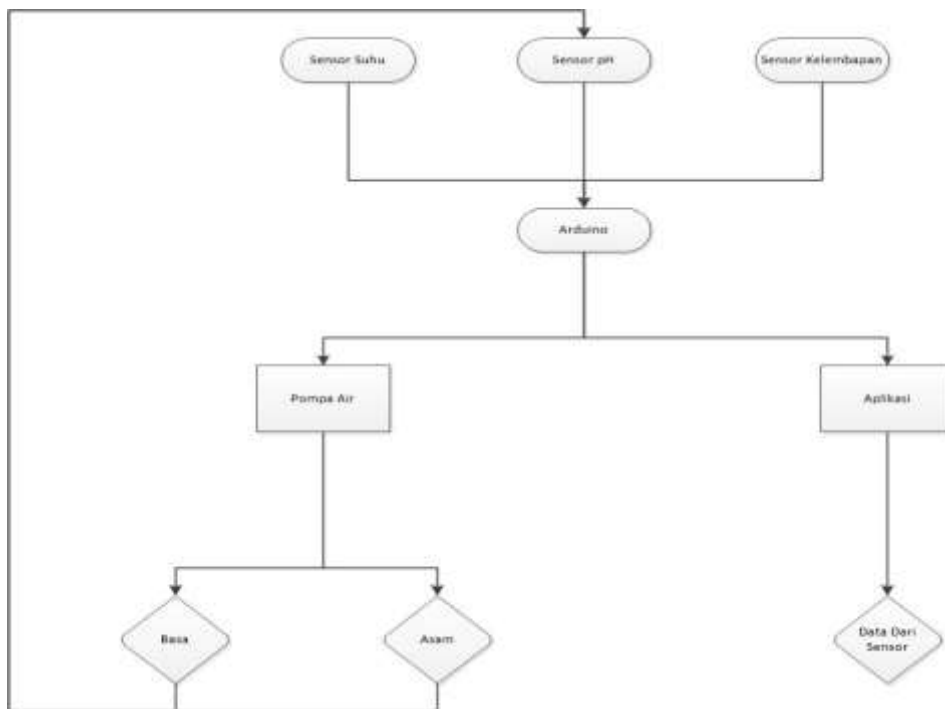 Sensor Suhu
Sensor pH
Sensor Kelembapan
Arduino
Pompa Air
Aplikasi
Basa
Asam
Data Dari
Sensor